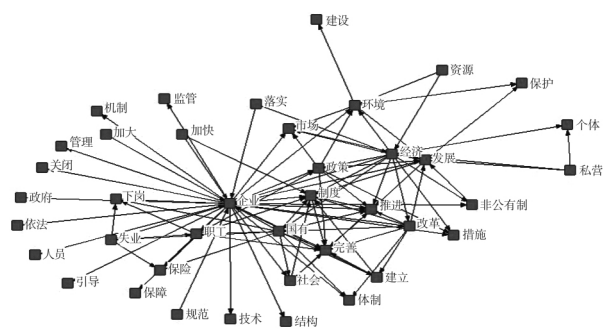 建设
资源
保护
环境
监管
机制
落实
市场
加大
加快
个体
管理
经济
发展
私营
政策
关闭
政府
下岗
企业
制度
推进
非公有制
依法
失业
职工
国有
改革
措施
人员
完善
保险
引导
社会
建立
保障
体制
规范
技术
结构